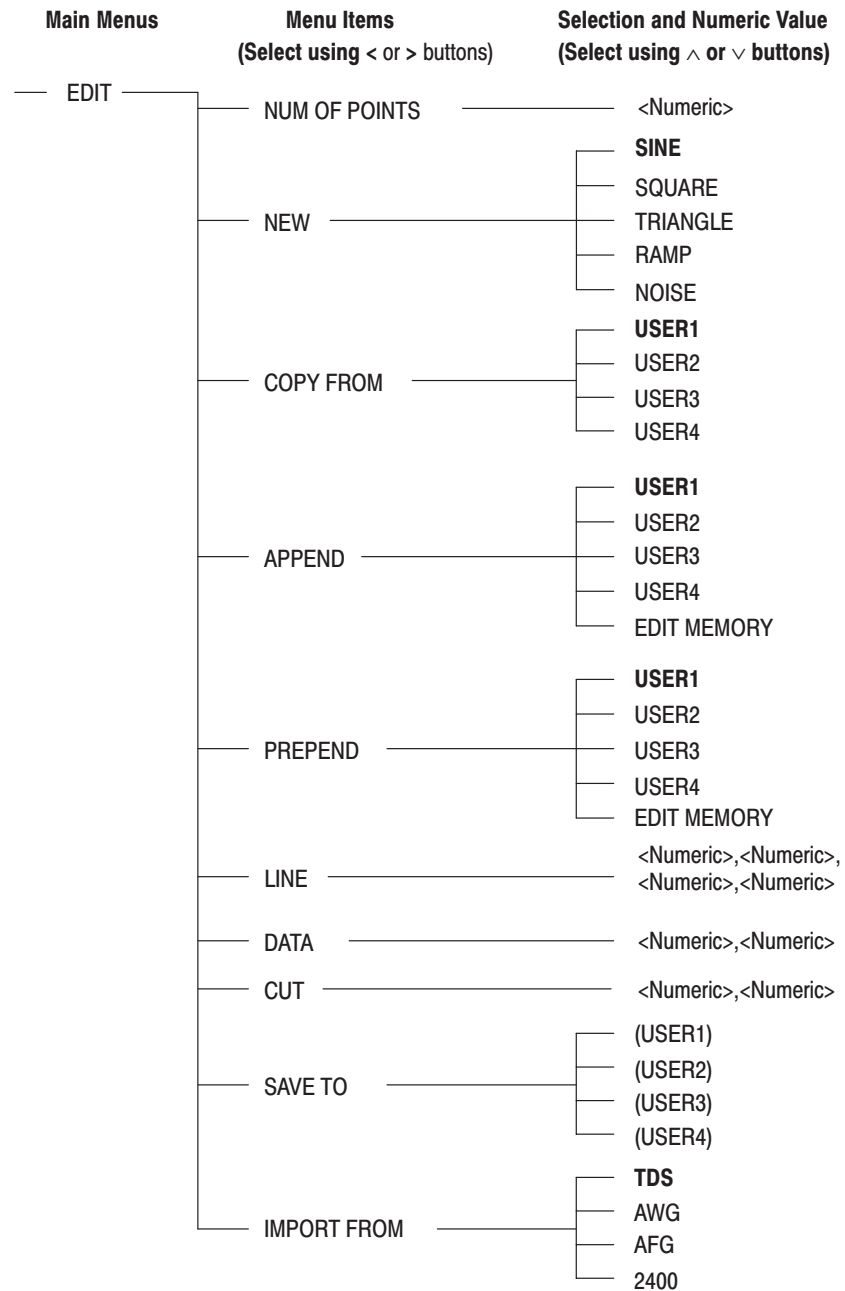 Main Menus Menu Items Selection and Numeric Value
(Select using < or > buttons) (Select using ∧ or ∨ buttons)
EDIT
NUM OF POINTS <Numeric>
NEW
SINE
SQUARE
TRIANGLE
RAMP
NOISE
COPY FROM
USER1
USER2
USER3
USER4
APPEND
USER1
USER2
USER3
USER4
EDIT MEMORY
PREPEND
USER1
USER2
USER3
USER4
EDIT MEMORY
LINE
<Numeric>,<Numeric>,
<Numeric>,<Numeric>
DATA <Numeric>,<Numeric>
CUT <Numeric>,<Numeric>
SAVE TO
(USER1)
(USER2)
(USER3)
(USER4)
IMPORT FROM
TDS
AWG
AFG
2400